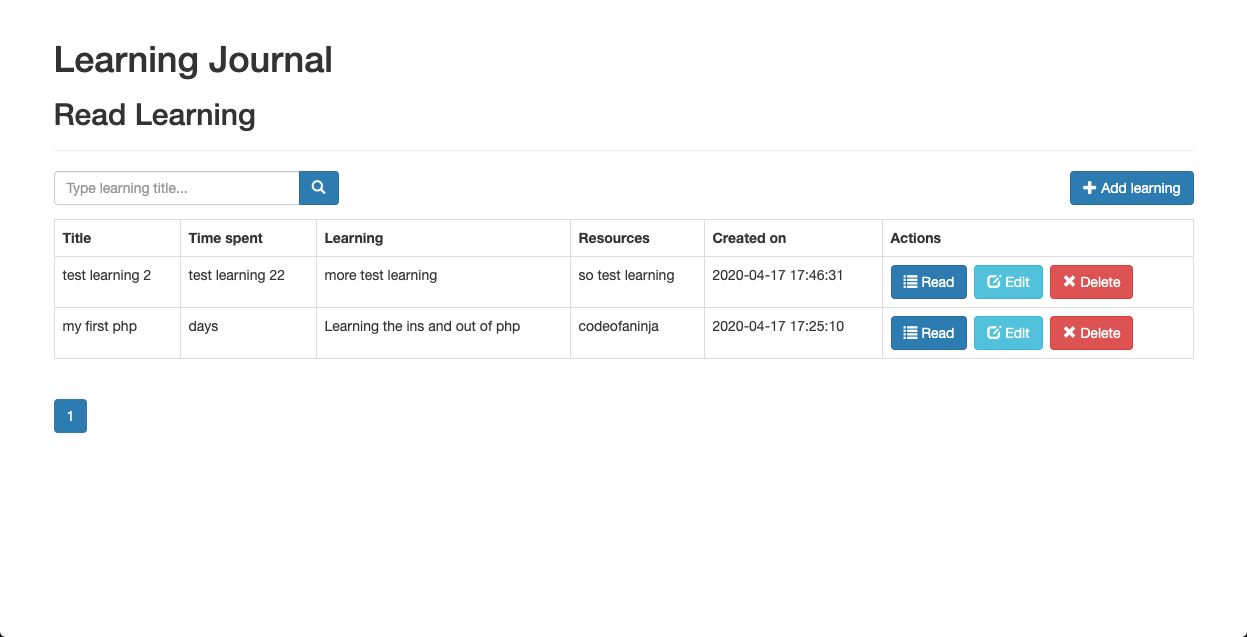 Learning Journal
Read Learning
Type learning title...
Add learning
Title Time spent Learning Resources Created on Actions
test learning 2 test learning 22 more test learning so test learning 2020-04-17 17:46:31 Read Edit Delete
my first php days Learning the ins and out of php codeofaninja 2020-04-17 17:25:10 Read Edit Delete
1